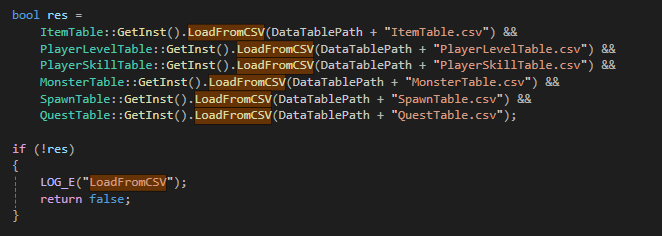 bool res =
ItemTable::GetInst().LoadFromCSV(DataTablePath + "ItemTable.csv") &&
PlayerLevelTable::GetInst().LoadFromCSV(DataTablePath + "PlayerLevelTable.csv") &&
PlayerSkillTable::GetInst().LoadFromCSV(DataTablePath + "PlayerSkillTable.csv") &&
MonsterTable::GetInst().LoadFromCSV(DataTablePath + "MonsterTable.csv") &&
SpawnTable::GetInst().LoadFromCSV(DataTablePath + "SpawnTable.csv") &&
QuestTable::GetInst().LoadFromCSV(DataTablePath + "QuestTable.csv");
if (!res)
{
LOG_E("LoadFromCSV");
return false;
}